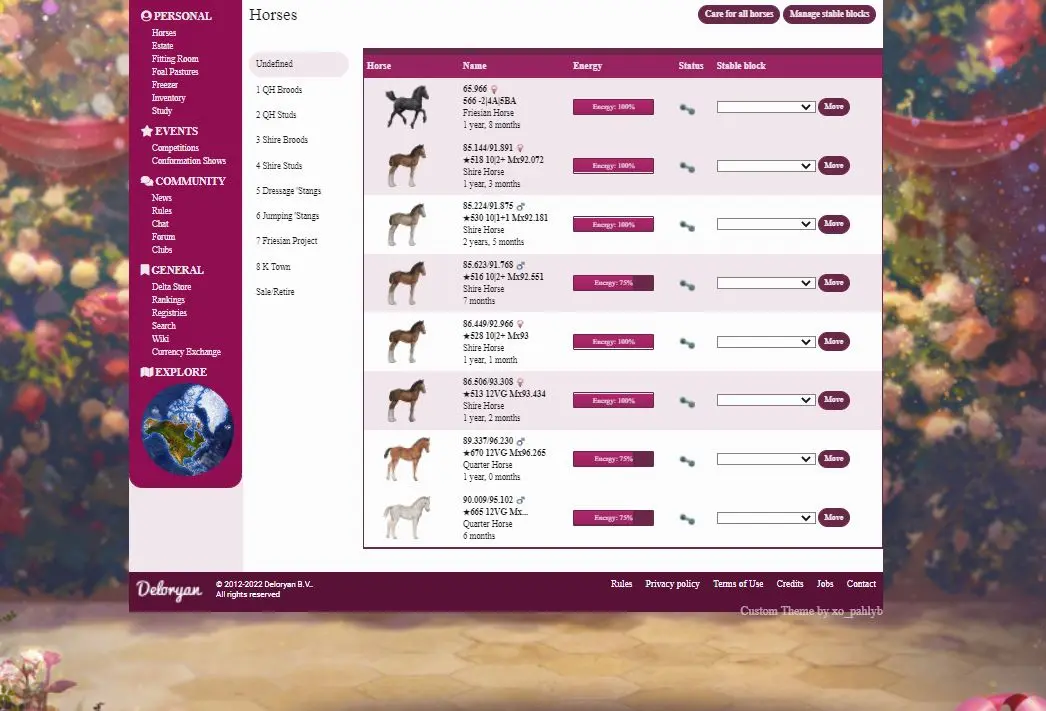 PERSONAL
Horses
Estate
Fitting Room
Foal Pastures
Freezer
Inventory
Study
EVENTS
Competitions
Conformation Shows
COMMUNITY
News
Rules
Chat
Forum
Clubs
GENERAL
Delta Store
Rankings
Registries
Search
Wiki
Currency Exchange
EXPLORE
Horses
Care for all horses
Manage stable blocks
Undefined
1 QH Broods
2 QH Studs
3 Shire Broods
4 Shire Studs
5 Dressage 'Stangs
6 Jumping 'Stangs
7 Friesian Project
8 K Town
Sale/Retire
Horse Name Energy Status Stable block
65.966 ♀
566 -2|4A|5BA
Friesian Horse
1 year, 8 months
Energy: 100%
Move
85.144/91.891 ♀
★518 10|2+ Mx92.072
Shire Horse
1 year, 3 months
Energy: 100%
Move
85.224/91.875 ♂
★530 10|1+1 Mx92.181
Shire Horse
2 years, 5 months
Energy: 100%
Move
85.623/91.768 ♂
★516 10|2+ Mx92.551
Shire Horse
7 months
Energy: 75%
Move
86.449/92.966 ♀
★528 10|2+ Mx93
Shire Horse
1 year, 1 month
Energy: 100%
Move
86.506/93.308 ♀
★513 12VG Mx93.434
Shire Horse
1 year, 2 months
Energy: 100%
Move
89.337/96.230 ♂
★670 12VG Mx96.265
Quarter Horse
1 year, 0 months
Energy: 75%
Move
90.009/95.102 ♂
★665 12VG Mx...
Quarter Horse
6 months
Energy: 75%
Move
Deloryan
© 2012-2022 Deloryan B.V..
All rights reserved
Rules Privacy policy Terms of Use Credits Jobs Contact
Custom Theme by xo_pahlyb